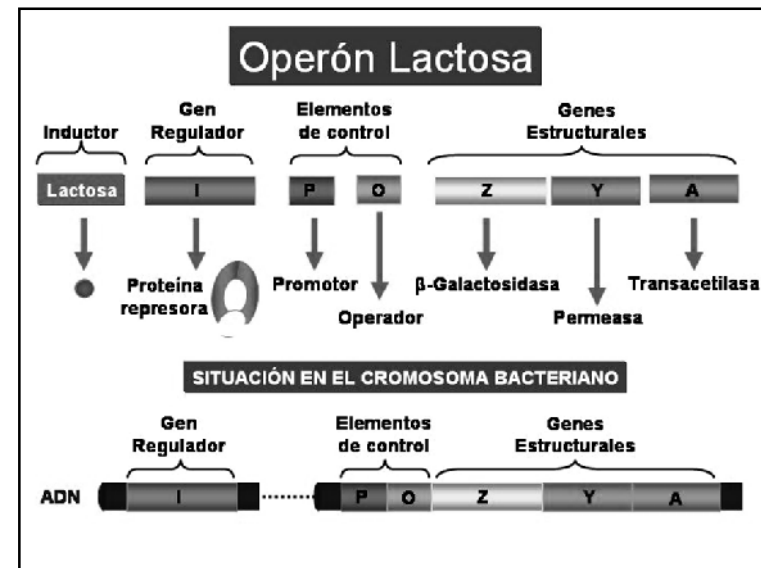 Operón Lactosa
Inductor
Gen
Regulador
Elementos
de control
Genes
Estructurales
Lactosa
I
P
O
Z
Y
A
Proteína
represora
Promotor
Operador
β-Galactosidasa
Permeasa
Transacetilasa
SITUACIÓN EN EL CROMOSOMA BACTERIANO
Gen
Regulador
Elementos
de control
Genes
Estructurales
ADN
I
P
O
Z
Y
A